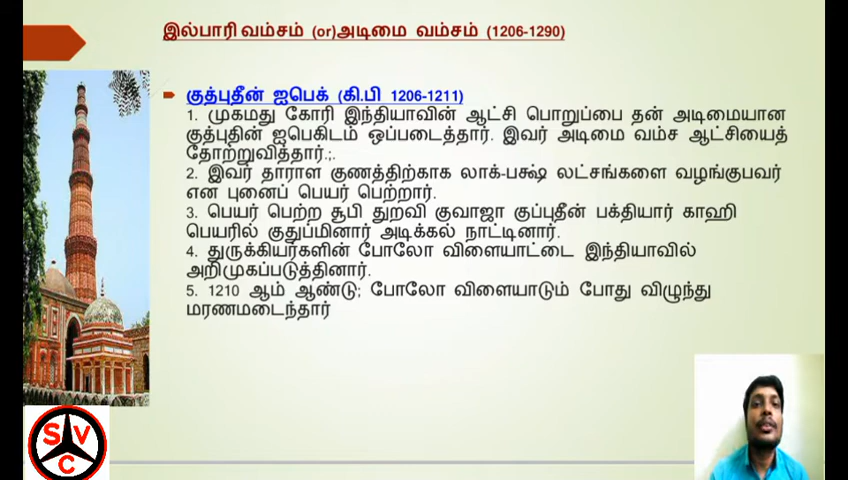 இல்பாரி வம்சம் (or)அடிமை வம்சம் (1206-1290)
குத்புதீன் ஐபெக் (கி.பி 1206-1211)
1. முகமது கோரி இந்தியாவின் ஆட்சி பொறுப்பை தன் அடிமையான
குத்புதின் ஐபெகிடம் ஒப்படைத்தார். இவர் அடிமை வம்ச ஆட்சியைத்
தோற்றுவித்தார்.;.
2. இவர் தாராள குணத்திற்காக லாக்-பக்ஷ் லட்சங்களை வழங்குபவர்
என புனைப் பெயர் பெற்றார்.
3. பெயர் பெற்ற சூபி துறவி குவாஜா குப்புதீன் பக்தியார் காஹி
பெயரில் குதுப்மினார் அடிக்கல் நாட்டினார்.
4. துருக்கியர்களின் போலோ விளையாட்டை இந்தியாவில்
அறிமுகப்படுத்தினார்.
5. 1210 ஆம் ஆண்டு; போலோ விளையாடும் போது விழுந்து
மரணமடைந்தார்
S V
C